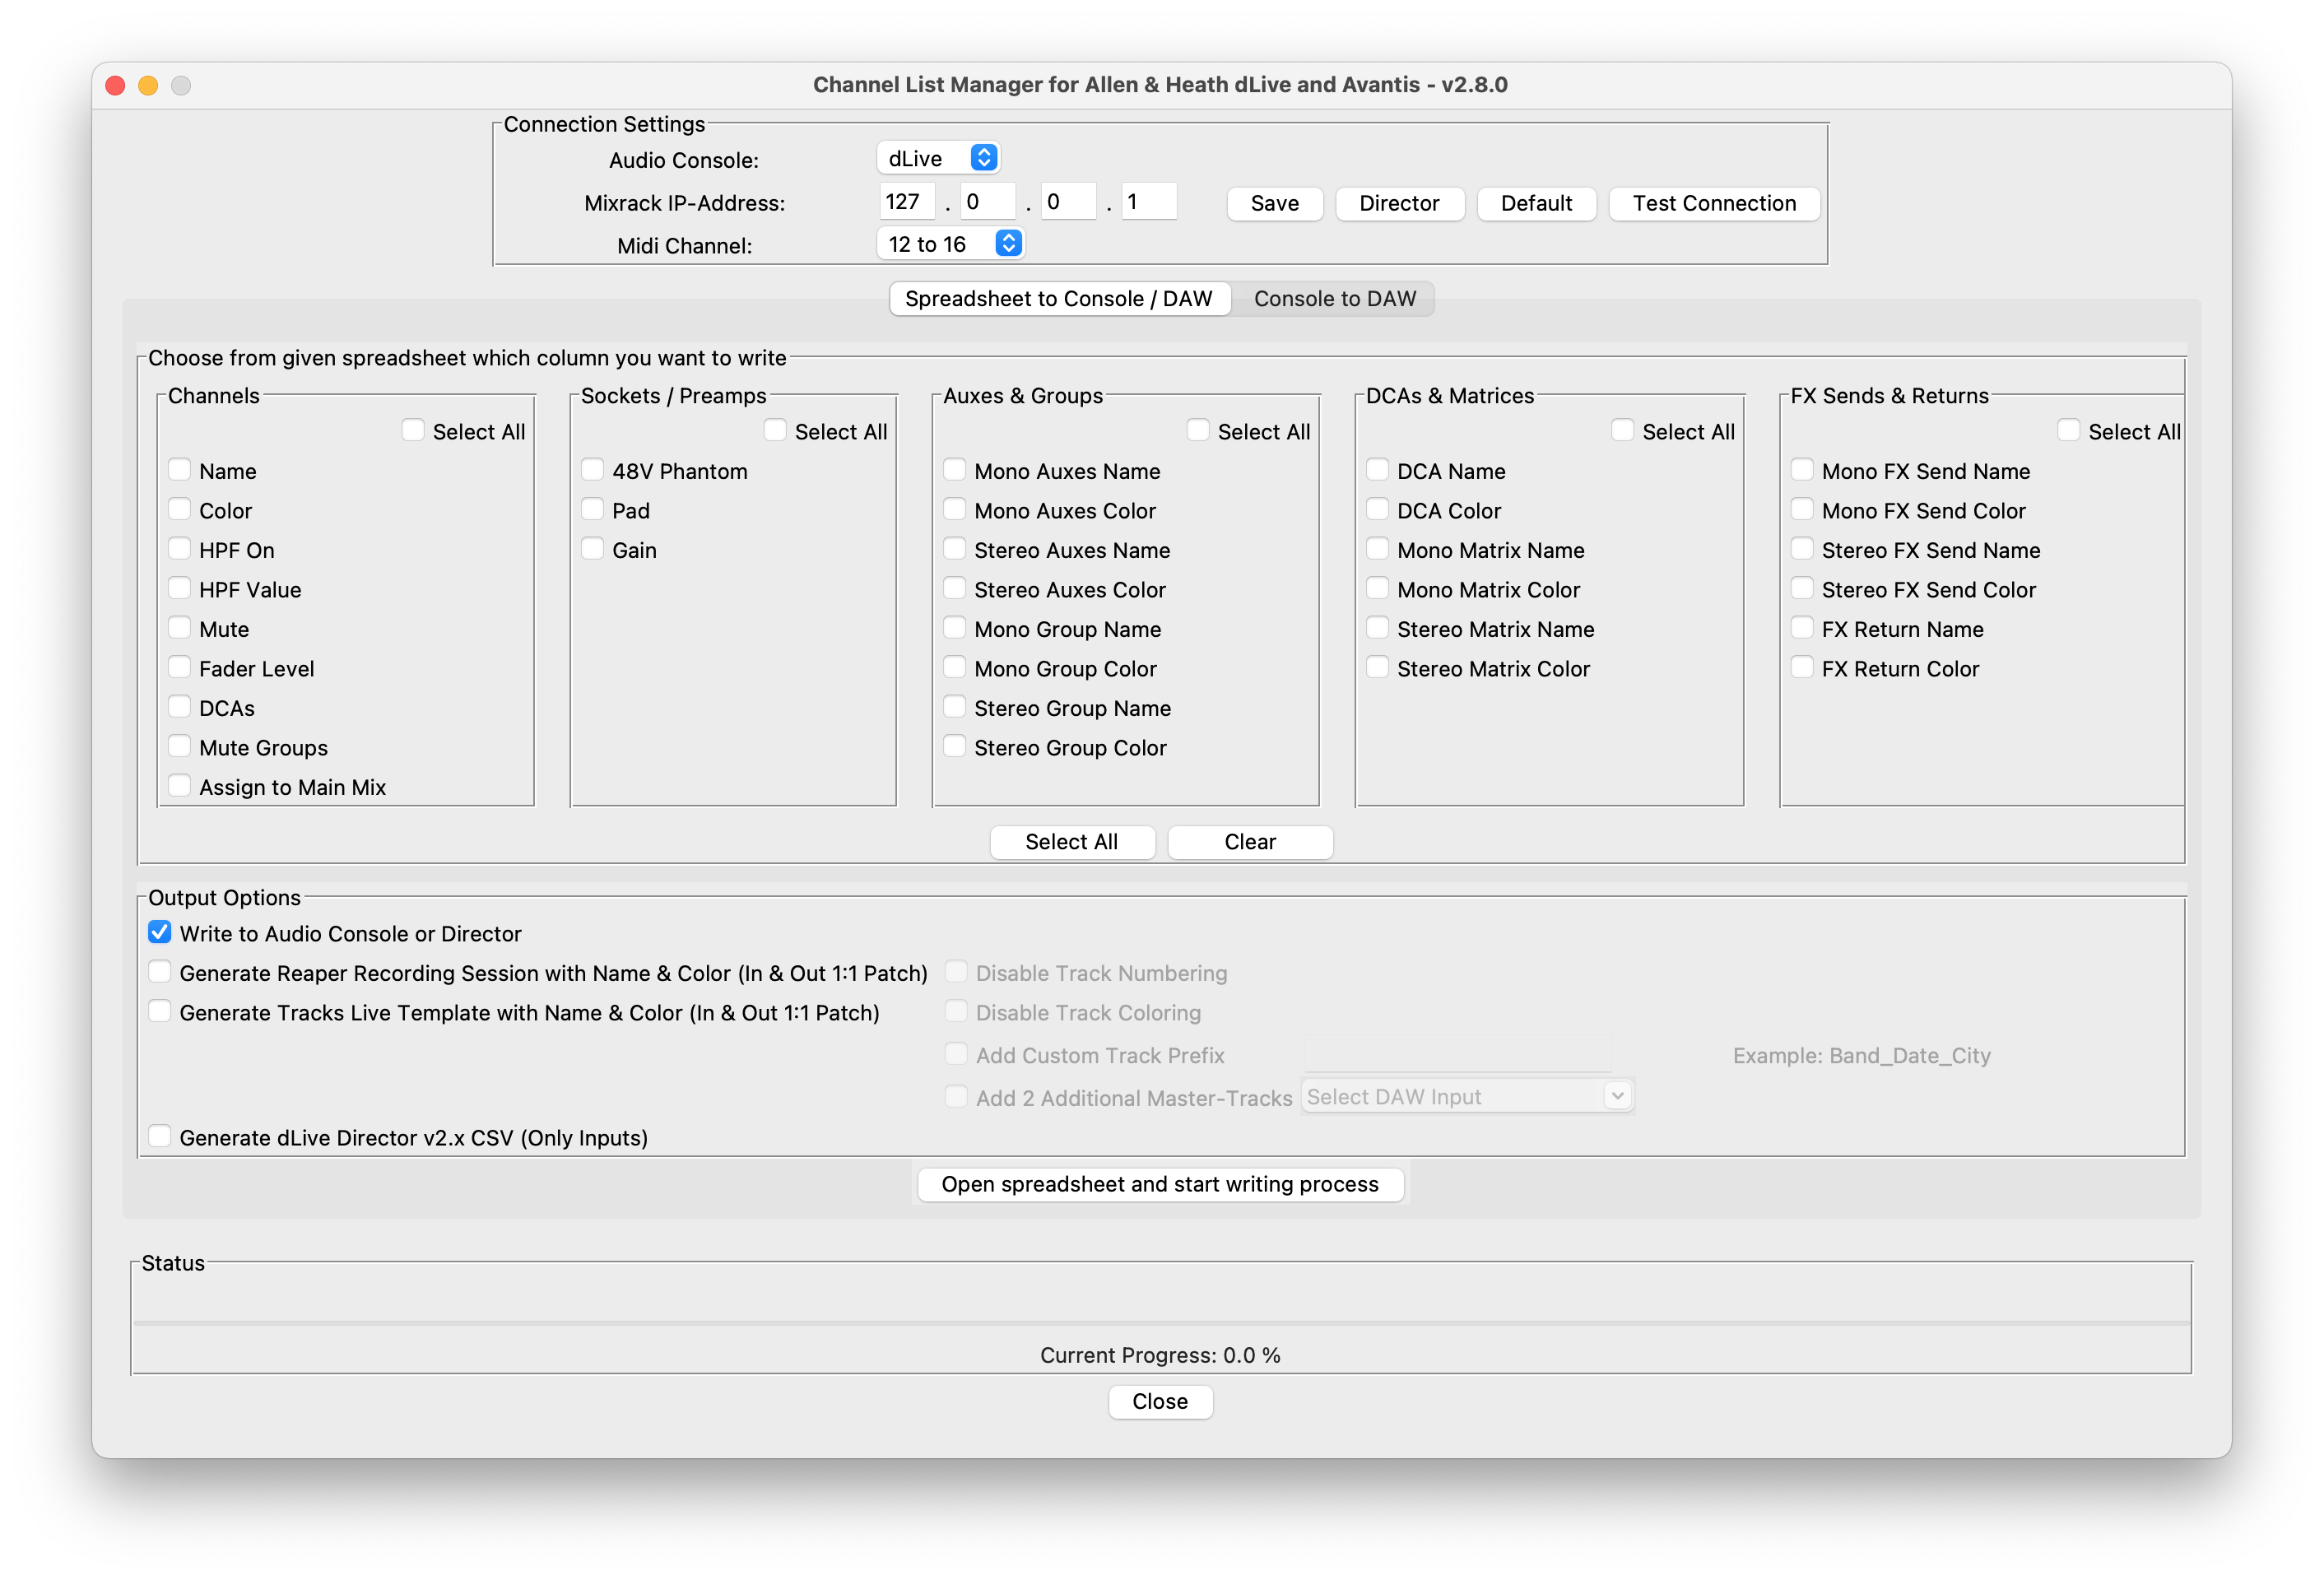 Channel List Manager for Allen & Heath dLive and Avantis - v2.8.0
Connection Settings
Audio Console: dLive
Mixrack IP-Address: 127 . 0 . 0 . 1 Save Director Default Test Connection
Midi Channel: 12 to 16
Spreadsheet to Console / DAW Console to DAW
Choose from given spreadsheet which column you want to write
Channels
Select All
Name
Color
HPF On
HPF Value
Mute
Fader Level
DCAs
Mute Groups
Assign to Main Mix
Sockets / Preamps
Select All
48V Phantom
Pad
Gain
Auxes & Groups
Select All
Mono Auxes Name
Mono Auxes Color
Stereo Auxes Name
Stereo Auxes Color
Mono Group Name
Mono Group Color
Stereo Group Name
Stereo Group Color
DCAs & Matrices
Select All
DCA Name
DCA Color
Mono Matrix Name
Mono Matrix Color
Stereo Matrix Name
Stereo Matrix Color
FX Sends & Returns
Select All
Mono FX Send Name
Mono FX Send Color
Stereo FX Send Name
Stereo FX Send Color
FX Return Name
FX Return Color
Select All Clear
Output Options
Write to Audio Console or Director
Generate Reaper Recording Session with Name & Color (In & Out 1:1 Patch) Disable Track Numbering
Generate Tracks Live Template with Name & Color (In & Out 1:1 Patch) Disable Track Coloring
Add Custom Track Prefix Example: Band_Date_City
Add 2 Additional Master-Tracks Select DAW Input
Generate dLive Director v2.x CSV (Only Inputs)
Open spreadsheet and start writing process
Status
Current Progress: 0.0 %
Close